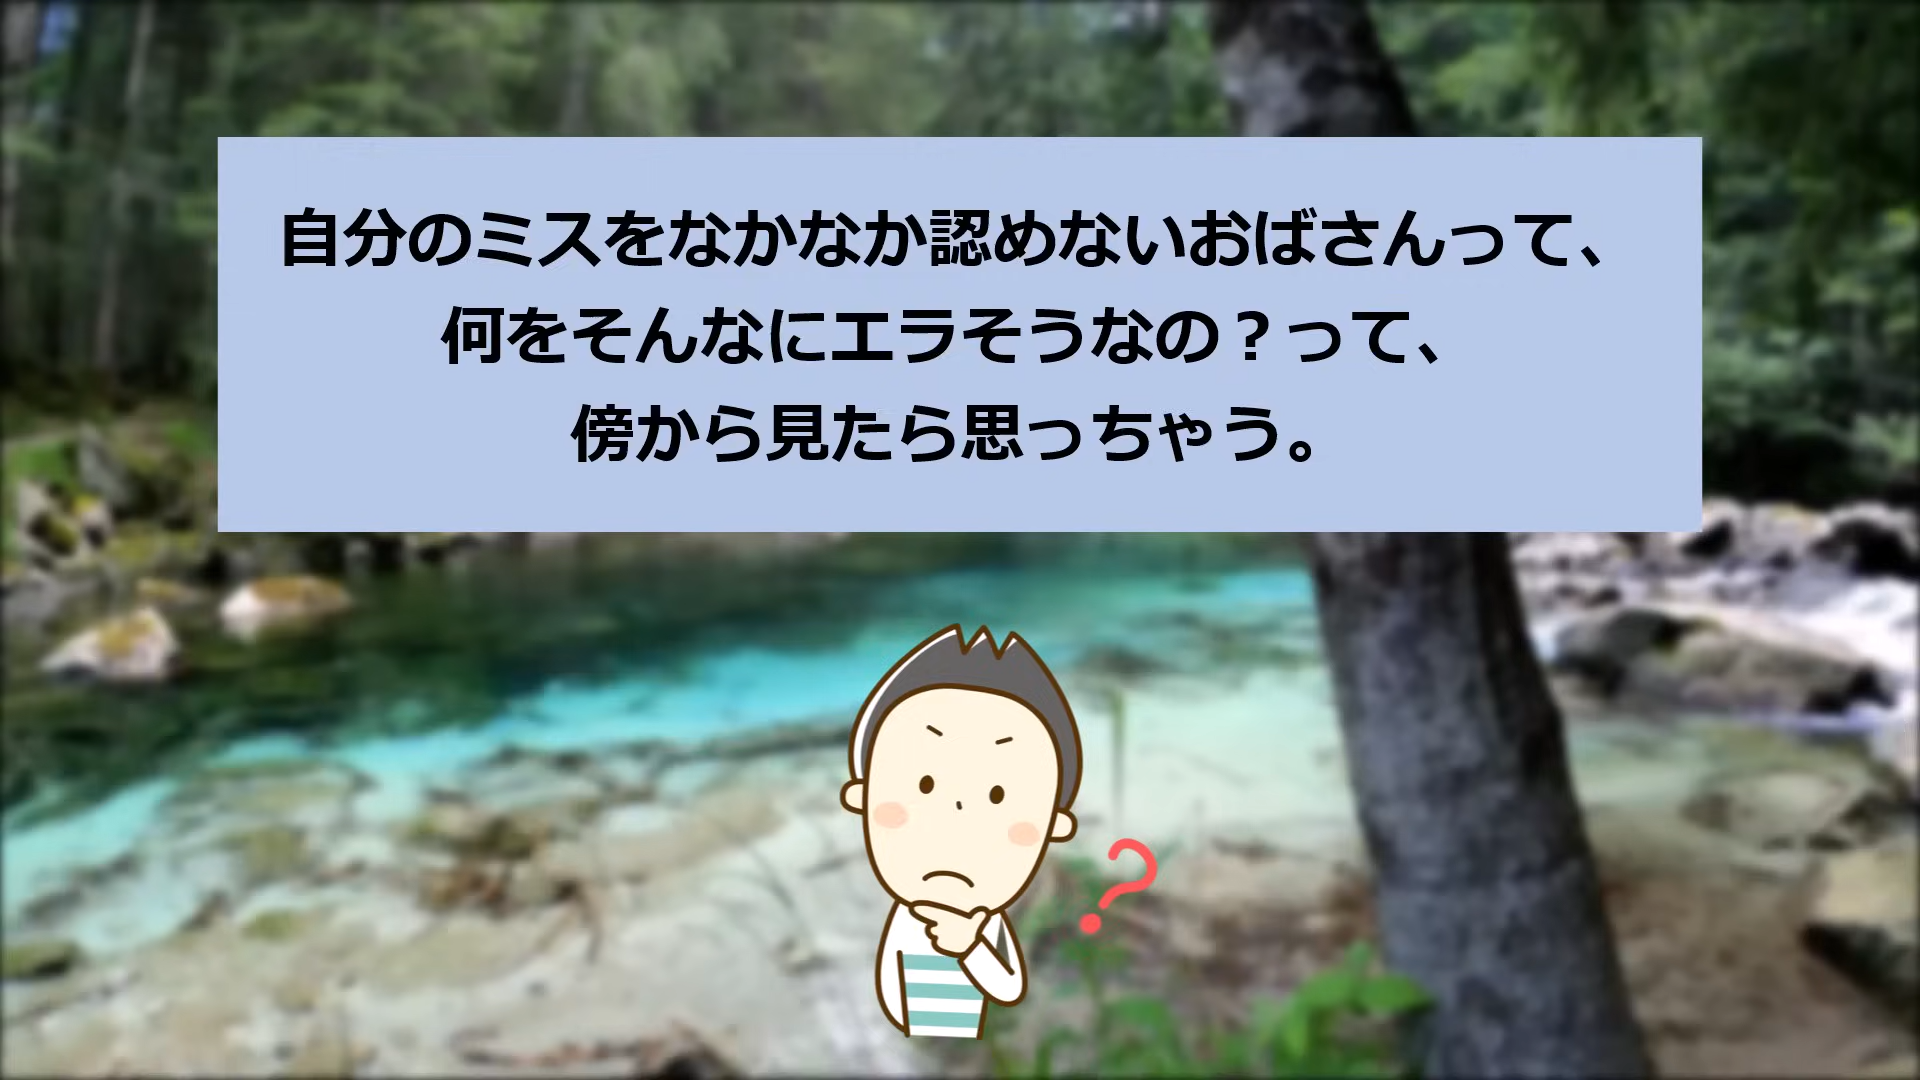 自分のミスをなかなか認めないおばさんって、
何をそんなにエラそうなの？って、
傍から見たら思っちゃう。
?